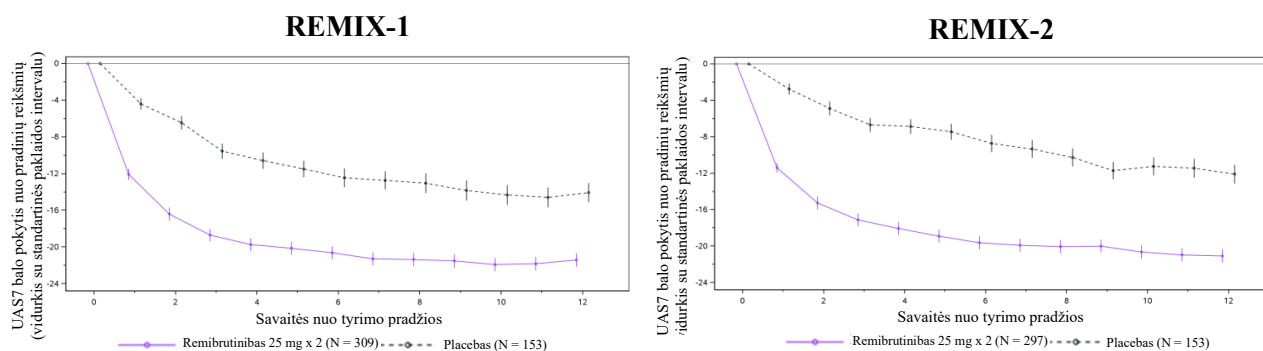 REMIX-1
UAS7 balo pokytis nuo pradinių reikšmių
(vidurkis su standartinės paklaidos intervalu)
0
-4
-8
-12
-16
-20
-24
0
2
4
6
8
10
12
Savaitės nuo tyrimo pradžios
Remibrutinibas 25 mg x 2 (N = 309)
Placebas (N = 153)
REMIX-2
UAS7 balo pokytis nuo pradinių reikšmių
vidurkis su standartinės paklaidos intervalu)
0
-4
-8
-12
-16
-20
-24
0
2
4
6
8
10
12
Savaitės nuo tyrimo pradžios
Remibrutinibas 25 mg x 2 (N = 297)
Placebas (N = 153)